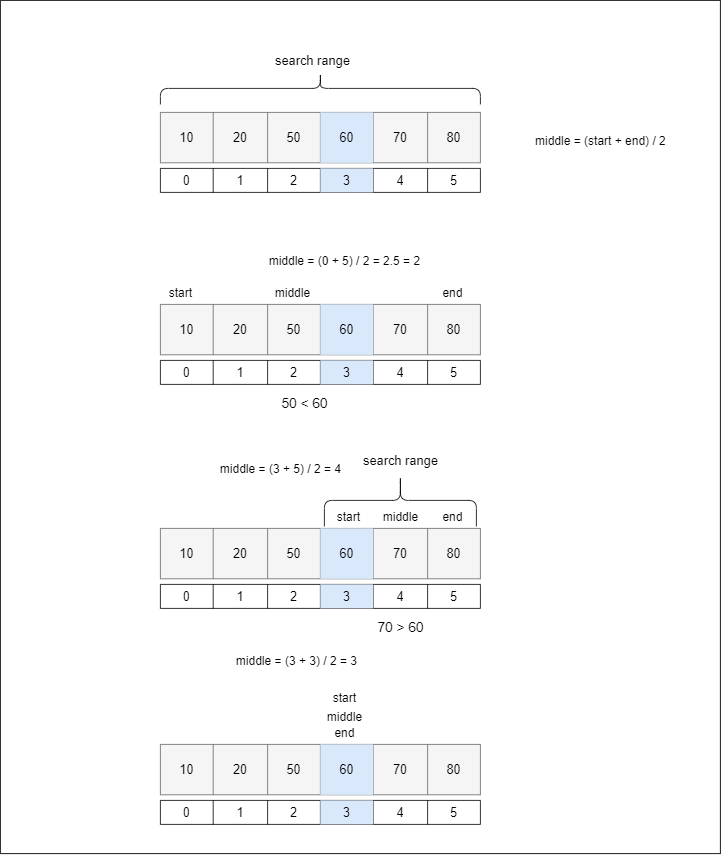 search range
10 20 50 60 70 80
middle = (start + end) / 2
0 1 2 3 4 5
middle = (0 + 5) / 2 = 2.5 = 2
start middle end
10 20 50 60 70 80
0 1 2 3 4 5
50 < 60
search range
middle = (3 + 5) / 2 = 4
start middle end
10 20 50 60 70 80
0 1 2 3 4 5
70 > 60
middle = (3 + 3) / 2 = 3
start
middle
end
10 20 50 60 70 80
0 1 2 3 4 5